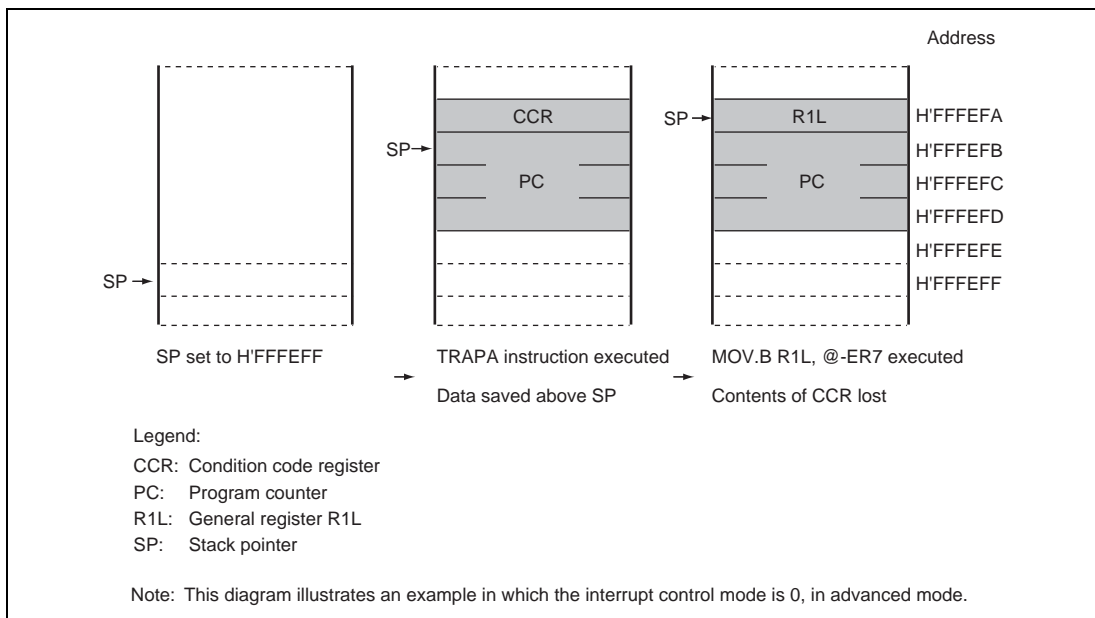 Address
CCR
SP
R1L
H'FFFEFA
SP
H'FFFEFB
PC
PC
H'FFFEFC
H'FFFEFD
H'FFFEFE
SP
H'FFFEFF
SP set to H'FFFEFF
TRAPA instruction executed
MOV.B R1L, @-ER7 executed
Data saved above SP
Contents of CCR lost
Legend:
CCR: Condition code register
PC: Program counter
R1L: General register R1L
SP: Stack pointer
Note: This diagram illustrates an example in which the interrupt control mode is 0, in advanced mode.